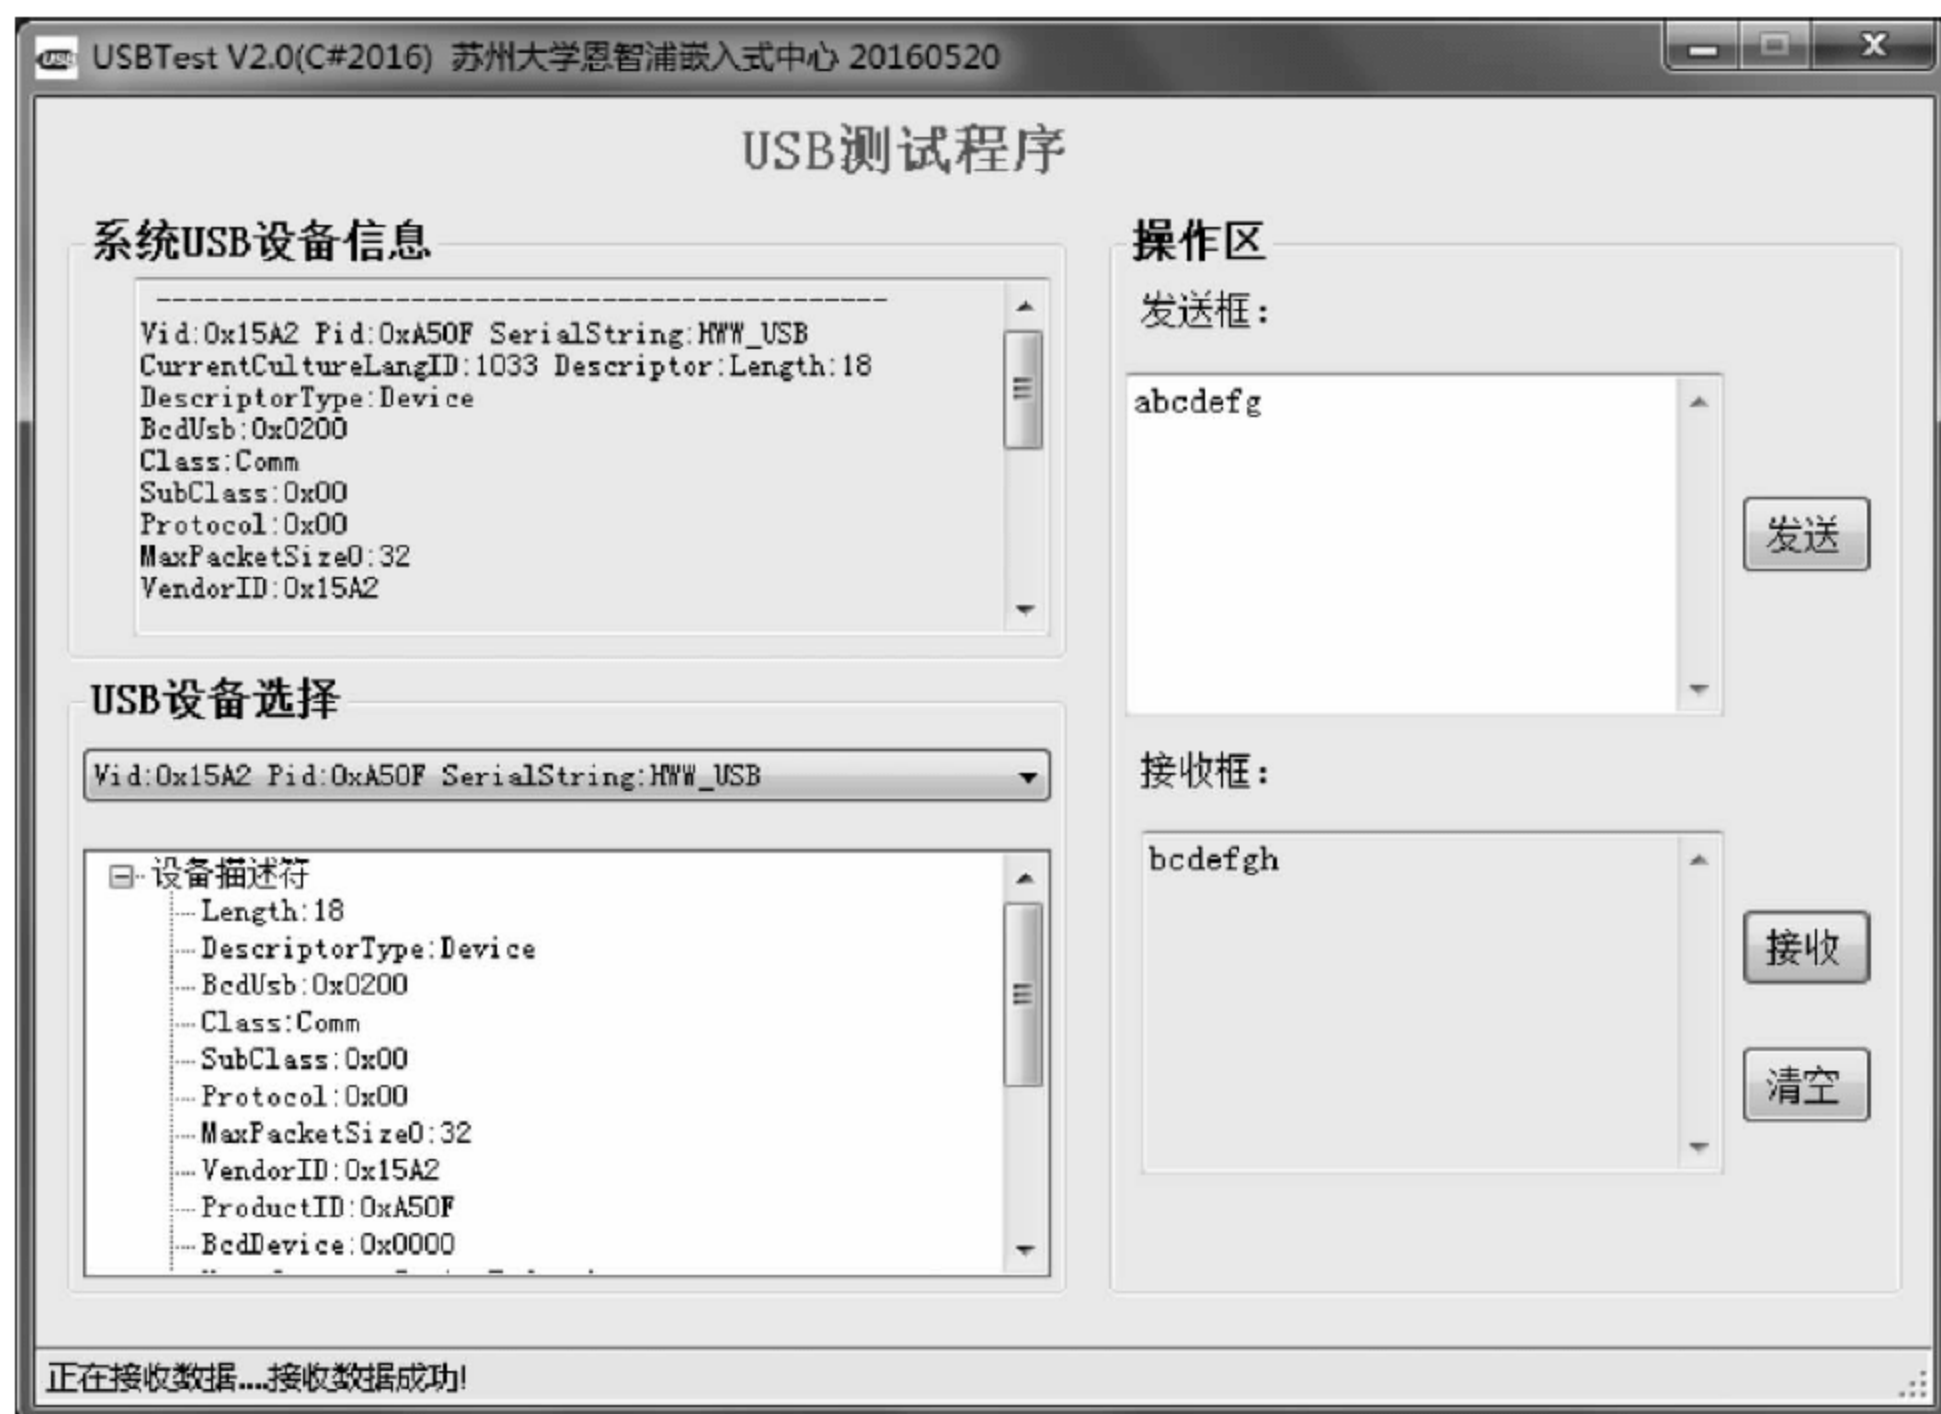 USBTest V2.0(C#2016) 苏州大学恩智浦嵌入式中心 20160520
USB测试程序
系统USB设备信息
----------------------------------------------
Vid:0x15A2 Pid:0xA50F SerialString:HWW_USB
CurrentCultureLangID:1033 Descriptor:Length:18
DescriptorType:Device
BcdUsb:0x0200
Class:Comm
SubClass:0x00
Protocol:0x00
MaxPacketSize0:32
VendorID:0x15A2
USB设备选择
Vid:0x15A2 Pid:0xA50F SerialString:HWW_USB
设备描述符
Length:18
DescriptorType:Device
BcdUsb:0x0200
Class:Comm
SubClass:0x00
Protocol:0x00
MaxPacketSize0:32
VendorID:0x15A2
ProductID:0xA50F
BcdDevice:0x0000
操作区
发送框：
abcdefg
发送
接收框：
bcdefgh
接收
清空
正在接收数据....接收数据成功!